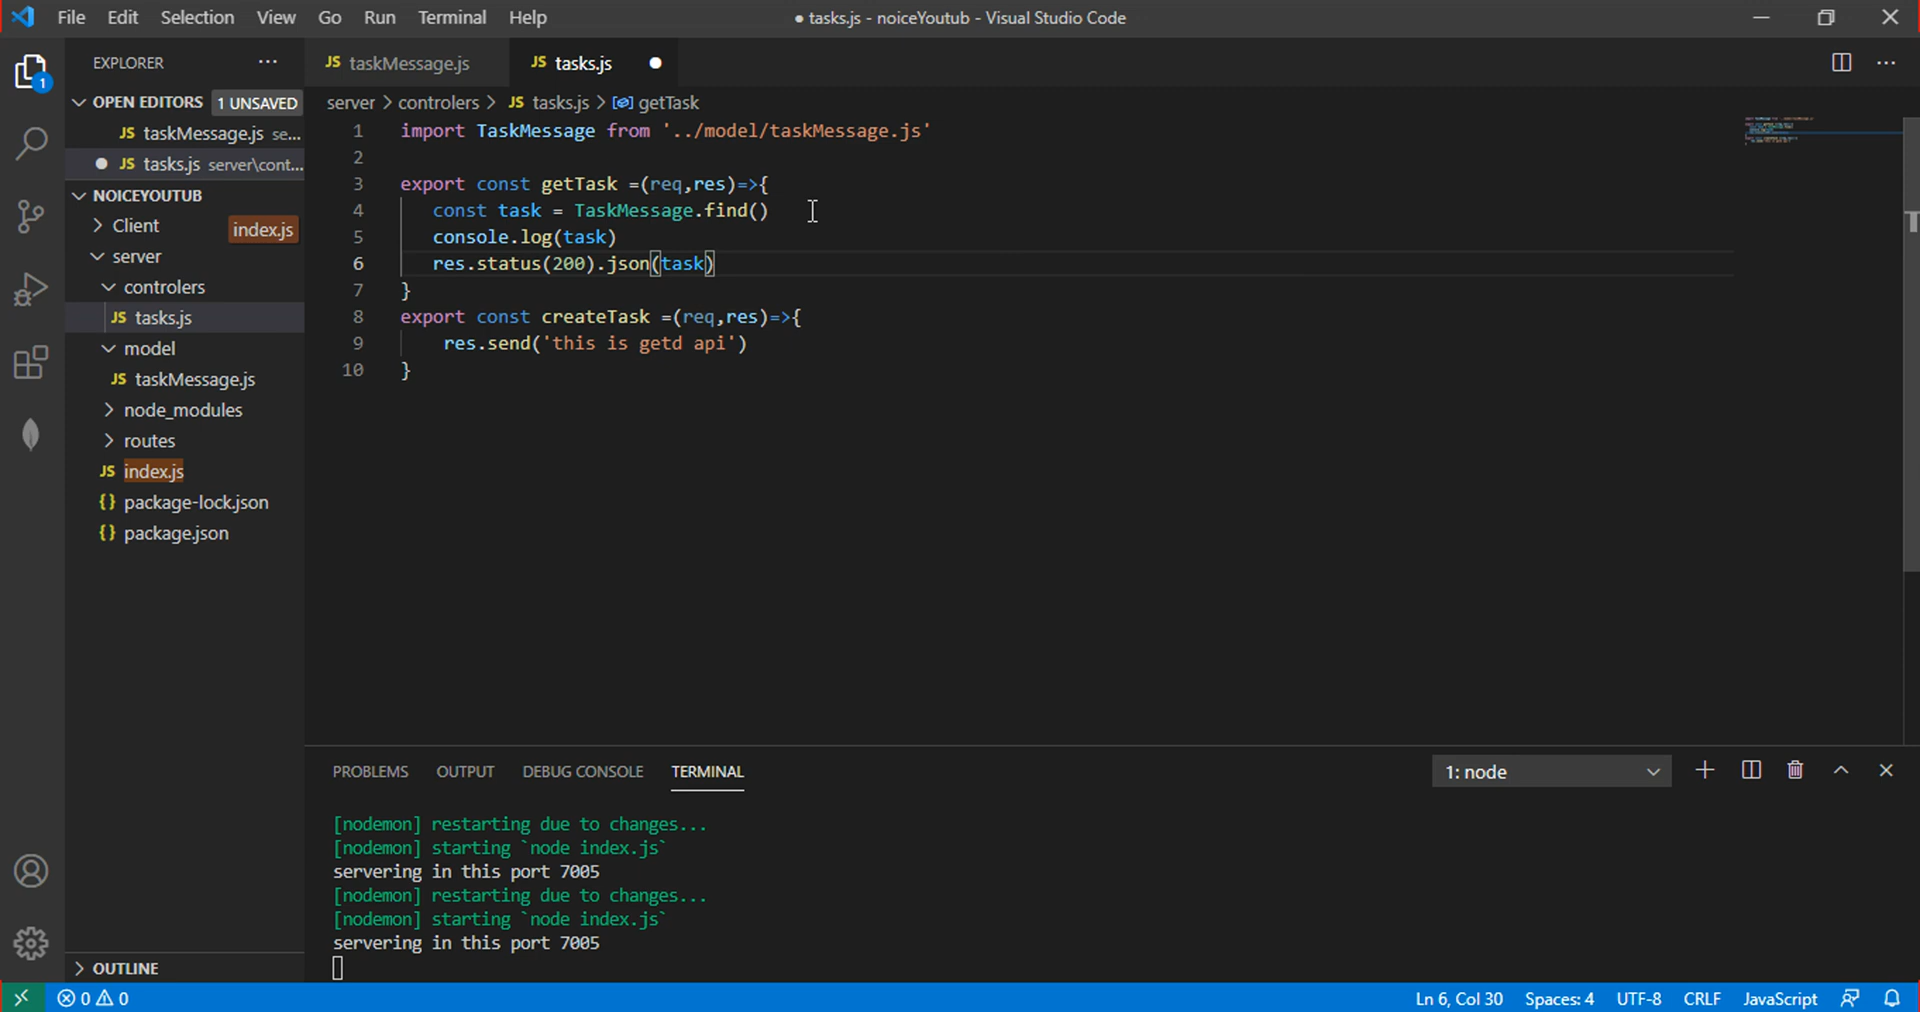 File Edit Selection View Go Run Terminal Help
● tasks.js - noiceYoutub - Visual Studio Code
EXPLORER ···
JS taskMessage.js
JS tasks.js ●
1
OPEN EDITORS 1 UNSAVED
JS taskMessage.js se...
● JS tasks.js server\cont...
NOICEYOUTUB
Client
index.js
server
controlers
JS tasks.js
model
JS taskMessage.js
node_modules
routes
JS index.js
{} package-lock.json
{} package.json
OUTLINE
server > controlers > JS tasks.js > getTask
1 import TaskMessage from '../model/taskMessage.js'
2
3 export const getTask =(req,res)=>{
4 const task = TaskMessage.find()
5 console.log(task)
6 res.status(200).json(task)
7 }
8 export const createTask =(req,res)=>{
9 res.send('this is getd api')
10 }
PROBLEMS OUTPUT DEBUG CONSOLE TERMINAL
1: node
[nodemon] restarting due to changes...
[nodemon] starting `node index.js`
servering in this port 7005
[nodemon] restarting due to changes...
[nodemon] starting `node index.js`
servering in this port 7005
0 0
Ln 6, Col 30 Spaces: 4 UTF-8 CRLF JavaScript